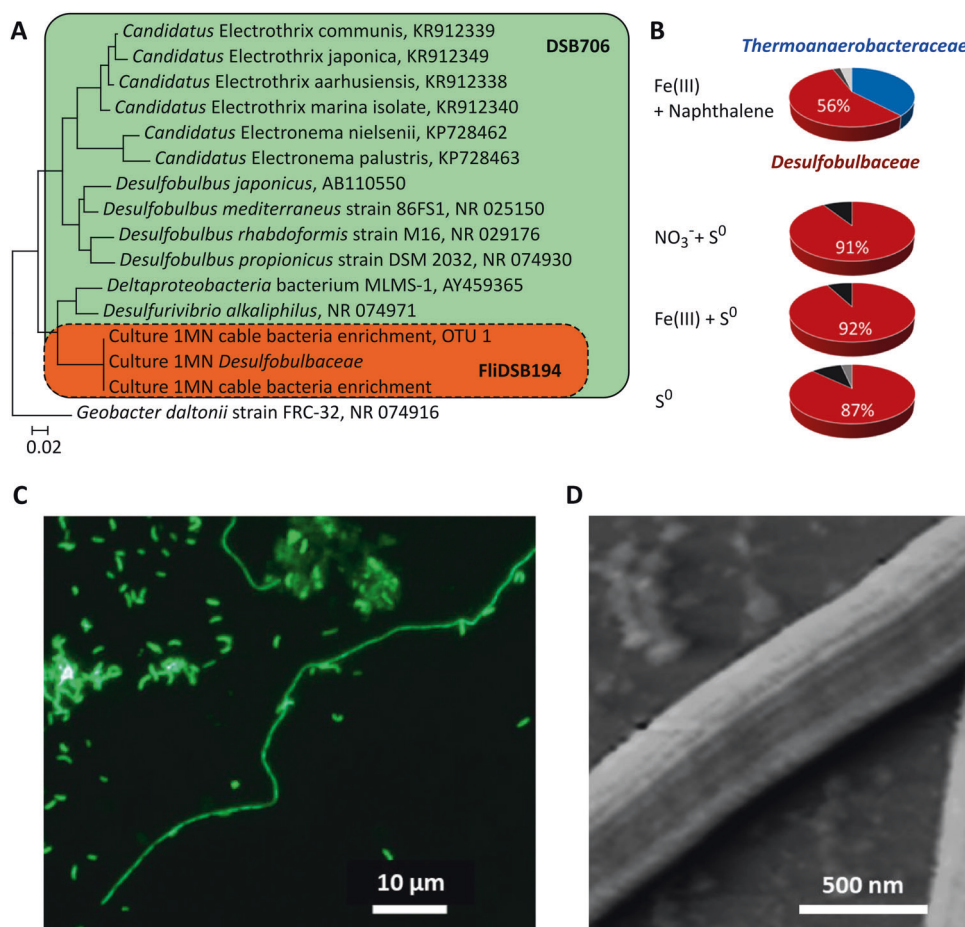 A
Candidatus Electrothrix communis, KR912339
DSB706
Candidatus Electrothrix japonica, KR912349
Candidatus Electrothrix aarhusiensis, KR912338
Candidatus Electrothrix marina isolate, KR912340
Candidatus Electronema nielsenii, KP728462
Candidatus Electronema palustris, KP728463
Desulfobulbus japonicus, AB110550
Desulfobulbus mediterraneus strain 86FS1, NR 025150
Desulfobulbus rhabdoformis strain M16, NR 029176
Desulfobulbus propionicus strain DSM 2032, NR 074930
Deltaproteobacteria bacterium MLMS-1, AY459365
Desulfurivibrio alkaliphilus, NR 074971
Culture 1MN cable bacteria enrichment, OTU 1
Culture 1MN Desulfobulbaceae
FliDSB194
Culture 1MN cable bacteria enrichment
Geobacter daltonii strain FRC-32, NR 074916
0.02
B
Thermoanaerobacteraceae
Fe(III)
+ Naphthalene
56%
Desulfobulbaceae
NO₃⁻ + S⁰
91%
Fe(III) + S⁰
92%
S⁰
87%
C
10 µm
D
500 nm